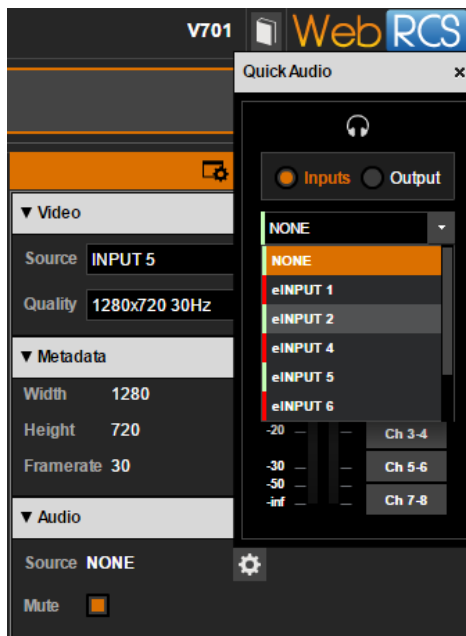 V701 WebRCS
Quick Audio ×
Inputs Output
NONE
NONE
eINPUT 1
eINPUT 2
eINPUT 4
eINPUT 5
eINPUT 6
-20
-30
-50
-inf
Ch 3-4
Ch 5-6
Ch 7-8
▼ Video
Source INPUT 5
Quality 1280x720 30Hz
▼ Metadata
Width 1280
Height 720
Framerate 30
▼ Audio
Source NONE
Mute